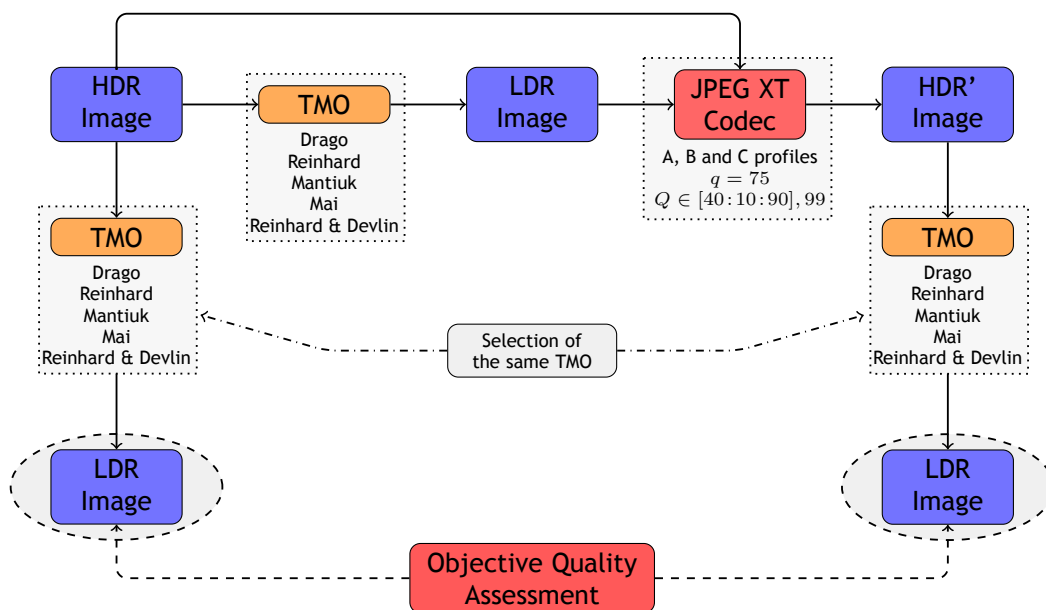 HDR
Image
TMO
Drago
Reinhard
Mantiuk
Mai
Reinhard & Devlin
LDR
Image
JPEG XT
Codec
A, B and C profiles
q = 75
Q ∈ [40 : 10 : 90], 99
HDR’
Image
TMO
Drago
Reinhard
Mantiuk
Mai
Reinhard & Devlin
Selection of
the same TMO
TMO
Drago
Reinhard
Mantiuk
Mai
Reinhard & Devlin
LDR
Image
LDR
Image
Objective Quality
Assessment